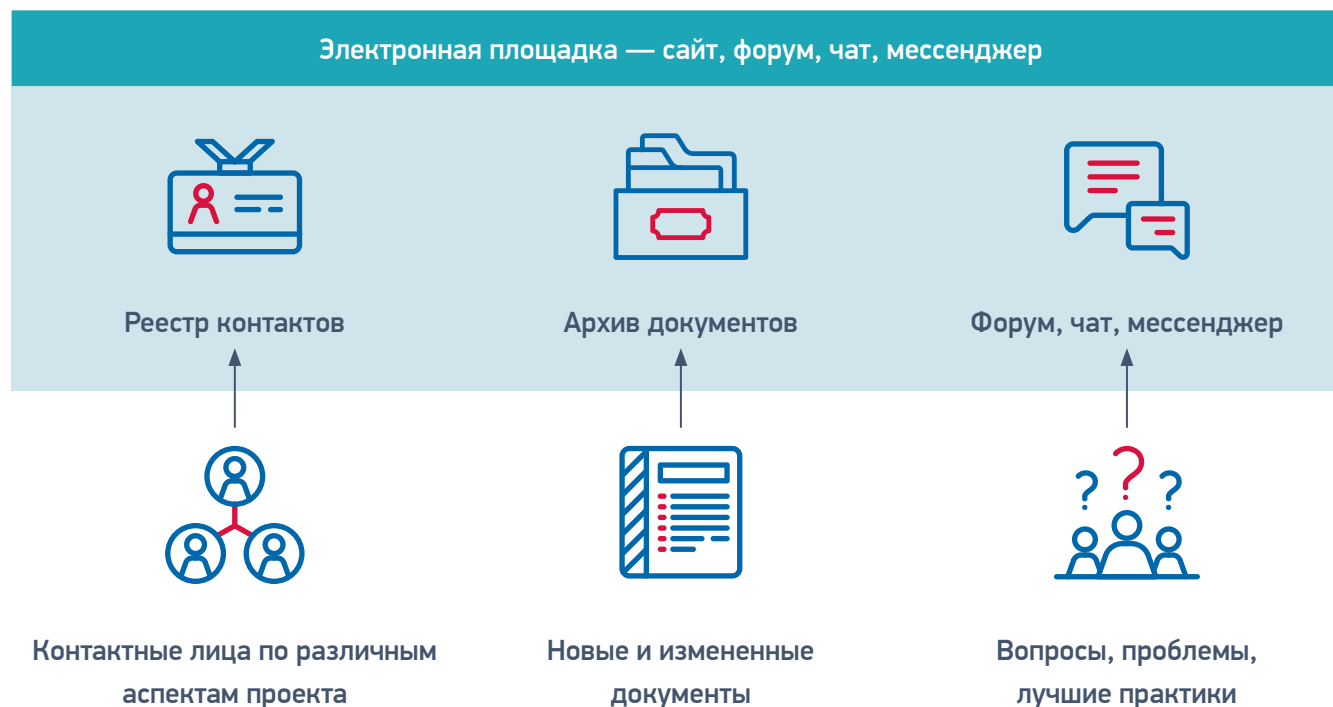 Электронная площадка — сайт, форум, чат, мессенджер
Реестр контактов
Архив документов
Форум, чат, мессенджер
Контактные лица по различным
аспектам проекта
Новые и измененные
документы
Вопросы, проблемы,
лучшие практики